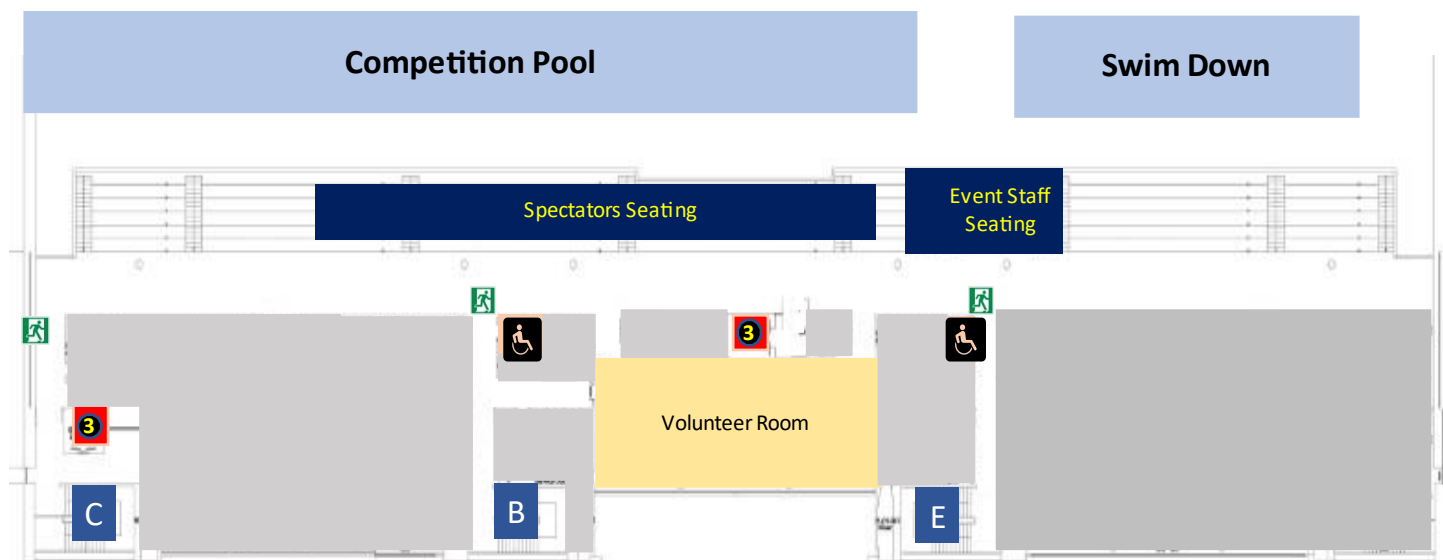 Competition Pool
Swim Down
Spectators Seating
Event Staff
Seating
3
3
Volunteer Room
C
B
E